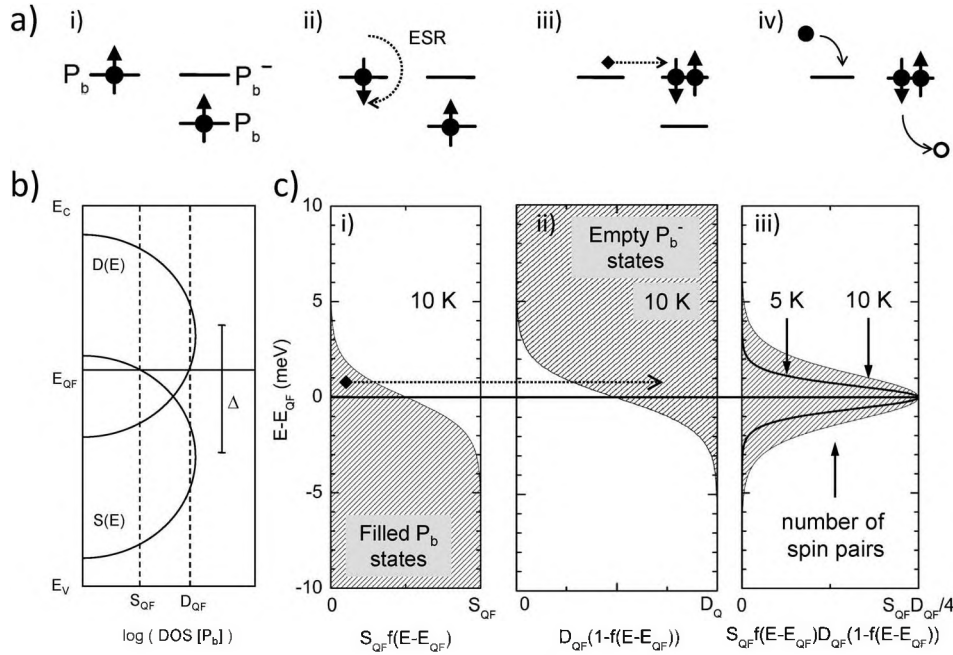 a)
i)
ii)
iii)
iv)
ESR
P_b
P_b^-
P_b
b)
E_C
D(E)
E_QF
Δ
S(E)
E_V
S_QF
D_QF
log ( DOS [P_b] )
c)
i)
ii)
iii)
E-E_QF (meV)
10
5
0
-5
-10
10 K
Filled P_b
states
0
S_QF
S_QF f(E-E_QF)
Empty P_b^-
states
10 K
0
D_Q
D_QF(1-f(E-E_QF))
5 K
10 K
number of
spin pairs
0
S_QF D_QF/4
S_QF f(E-E_QF)D_QF(1-f(E-E_QF))